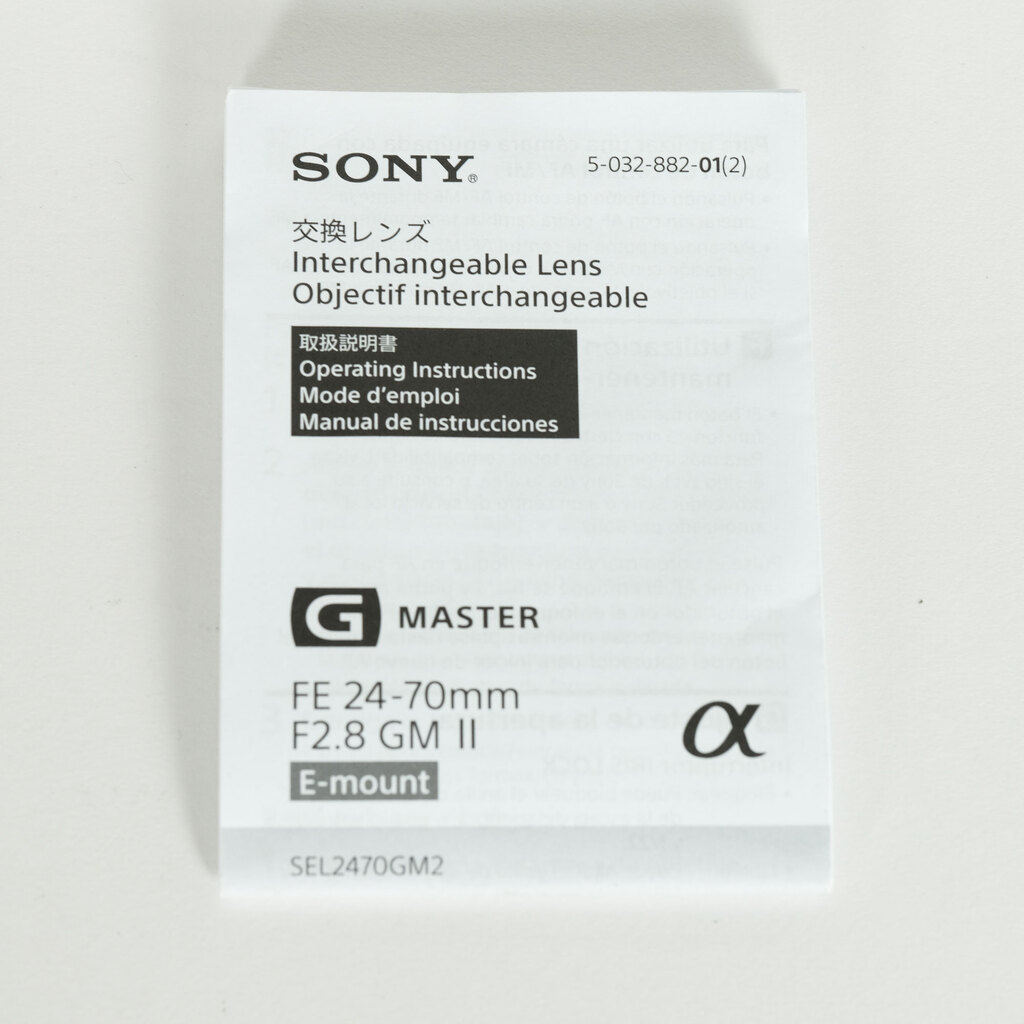 SONY®
5-032-882-01(2)
交換レンズ
Interchangeable Lens
Objectif interchangeable
取扱説明書
Operating Instructions
Mode d'emploi
Manual de instrucciones
G MASTER
FE 24-70mm
F2.8 GM II
α
E-mount
SEL2470GM2